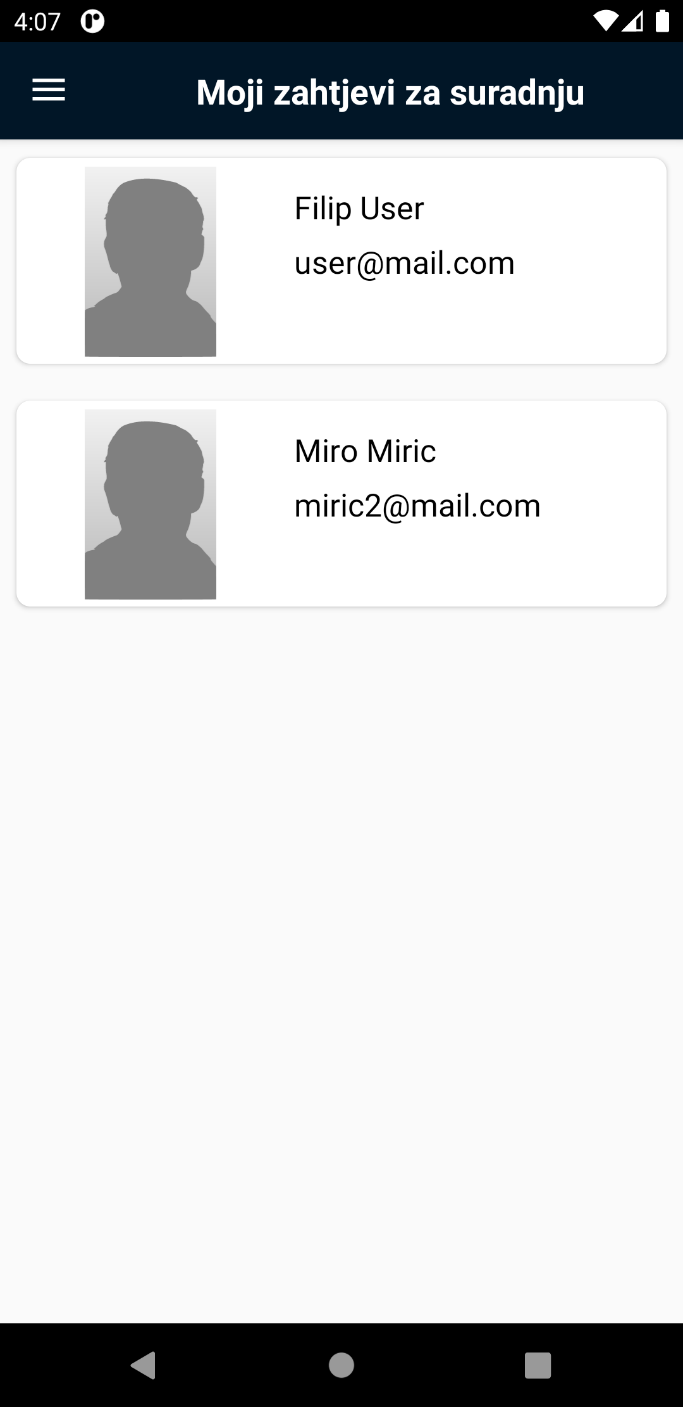 4:07
Moji zahtjevi za suradnju
Filip User
user@mail.com
Miro Miric
miric2@mail.com